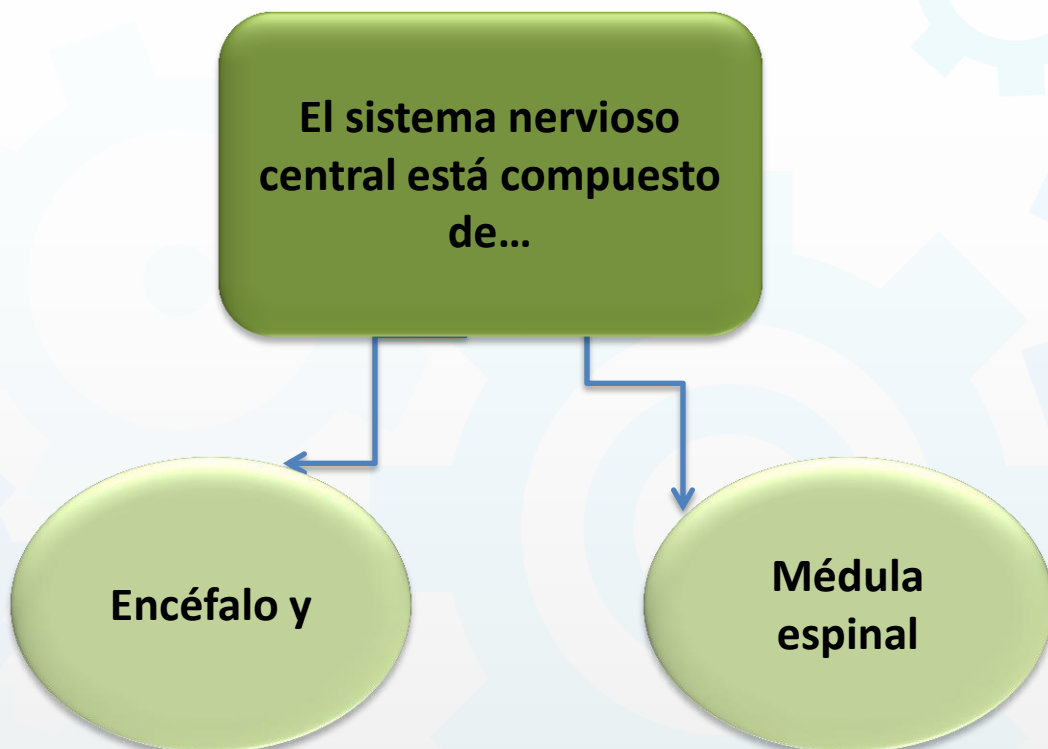 El sistema nervioso
central está compuesto
de…
Encéfalo y
Médula
espinal